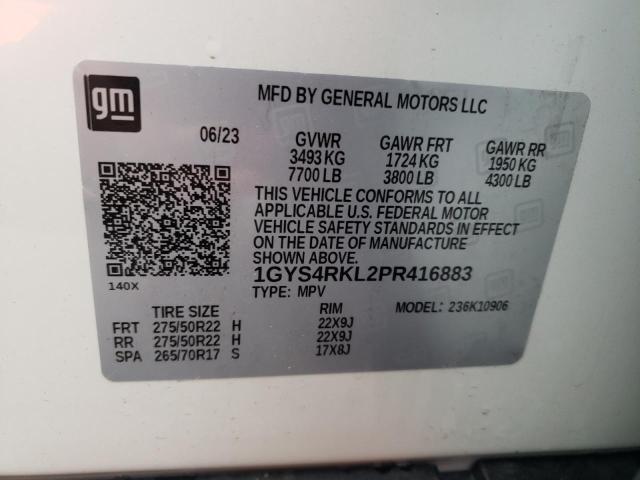 gm
MFD BY GENERAL MOTORS LLC
06/23 GVWR GAWR FRT GAWR RR
3493 KG 1724 KG 1950 KG
7700 LB 3800 LB 4300 LB
THIS VEHICLE CONFORMS TO ALL
APPLICABLE U.S. FEDERAL MOTOR
VEHICLE SAFETY STANDARDS IN EFFECT
ON THE DATE OF MANUFACTURE
SHOWN ABOVE.
1GYS4RKL2PR416883
140X
TYPE: MPV MODEL: 236K10906
TIRE SIZE RIM
FRT 275/50R22 H 22X9J
RR 275/50R22 H 22X9J
SPA 265/70R17 S 17X8J